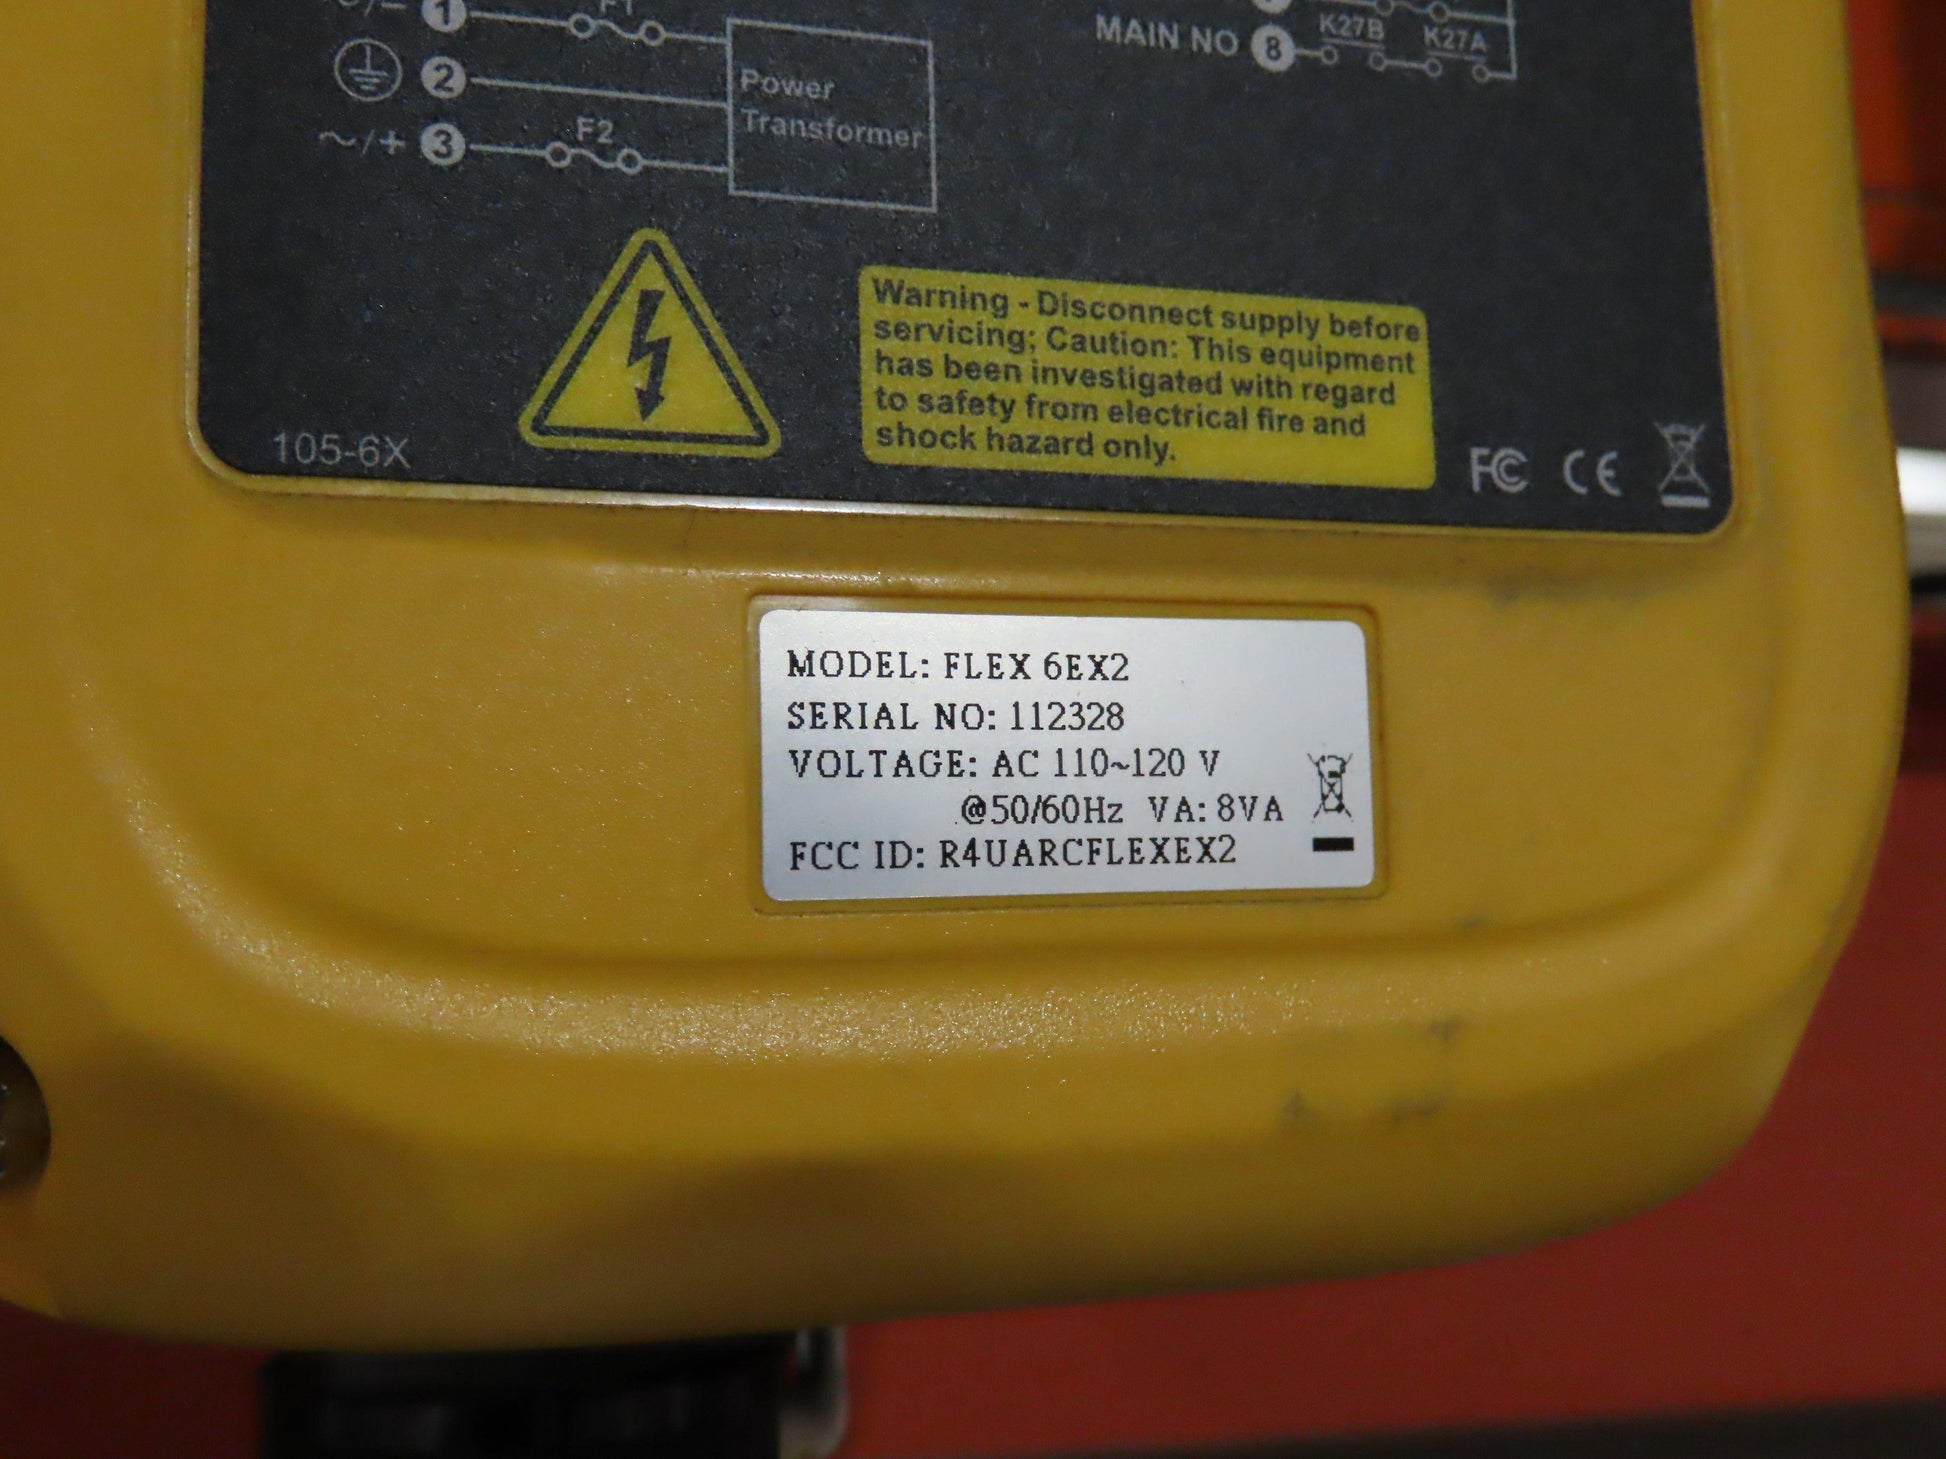 1 F1
2
~/+ 3 F2
Power
Transformer
K27B K27A
MAIN NO 8
Warning - Disconnect supply before
servicing; Caution: This equipment
has been investigated with regard
to safety from electrical fire and
shock hazard only.
105-6X
FC CE
MODEL: FLEX 6EX2
SERIAL NO: 112328
VOLTAGE: AC 110~120 V
@50/60Hz VA: 8VA
FCC ID: R4UARCFLEXEX2